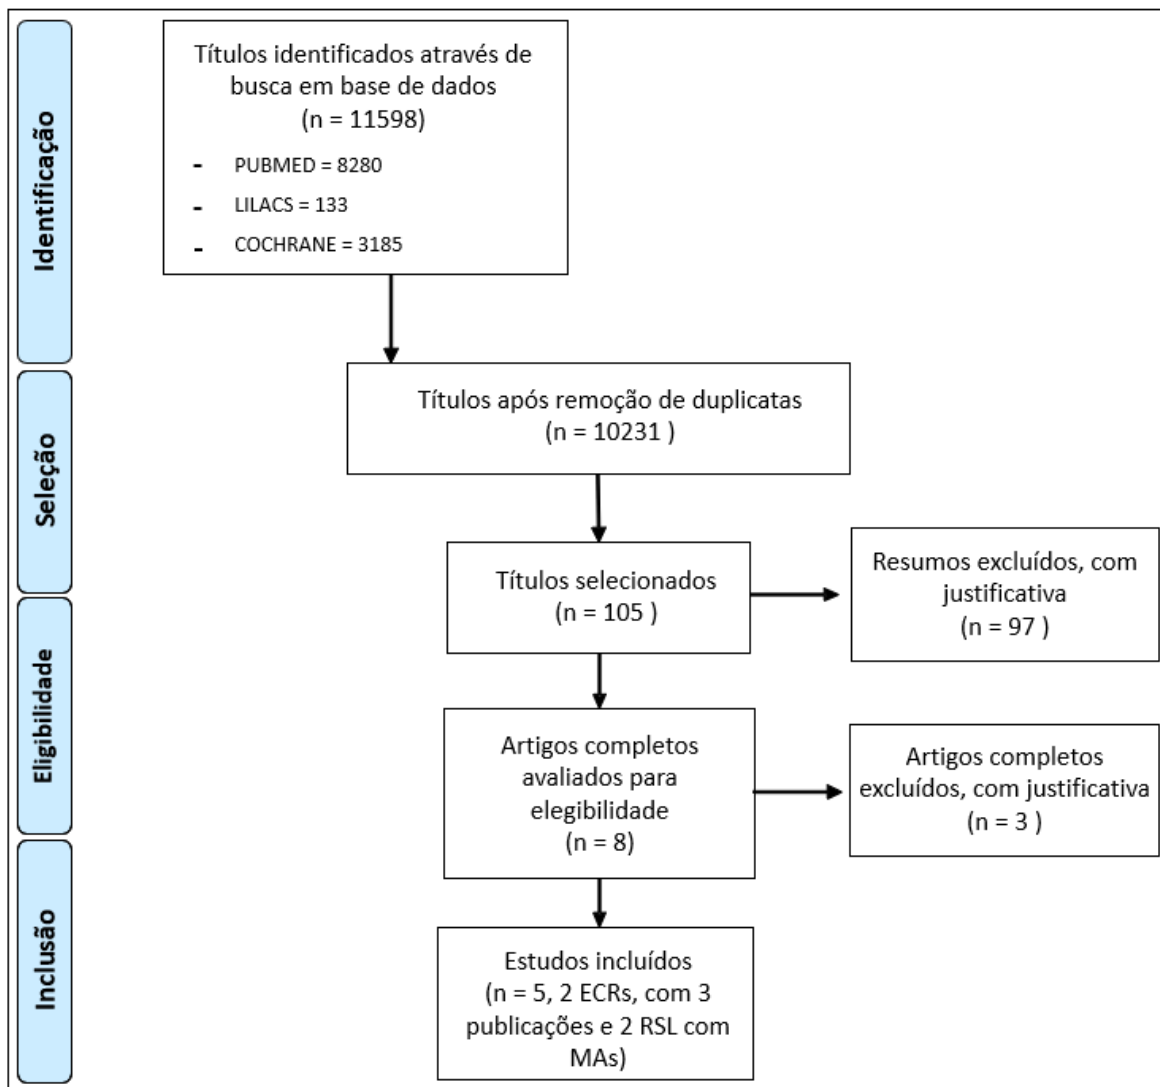 Identificação
Títulos identificados através de
busca em base de dados
(n = 11598)
- PUBMED = 8280
- LILACS = 133
- COCHRANE = 3185
Seleção
Títulos após remoção de duplicatas
(n = 10231 )
Títulos selecionados
(n = 105 )
Resumos excluídos, com
justificativa
(n = 97 )
Eligibilidade
Artigos completos
avaliados para
elegibilidade
(n = 8)
Artigos completos
excluídos, com justificativa
(n = 3 )
Inclusão
Estudos incluídos
(n = 5, 2 ECRs, com 3
publicações e 2 RSL com
MAs)